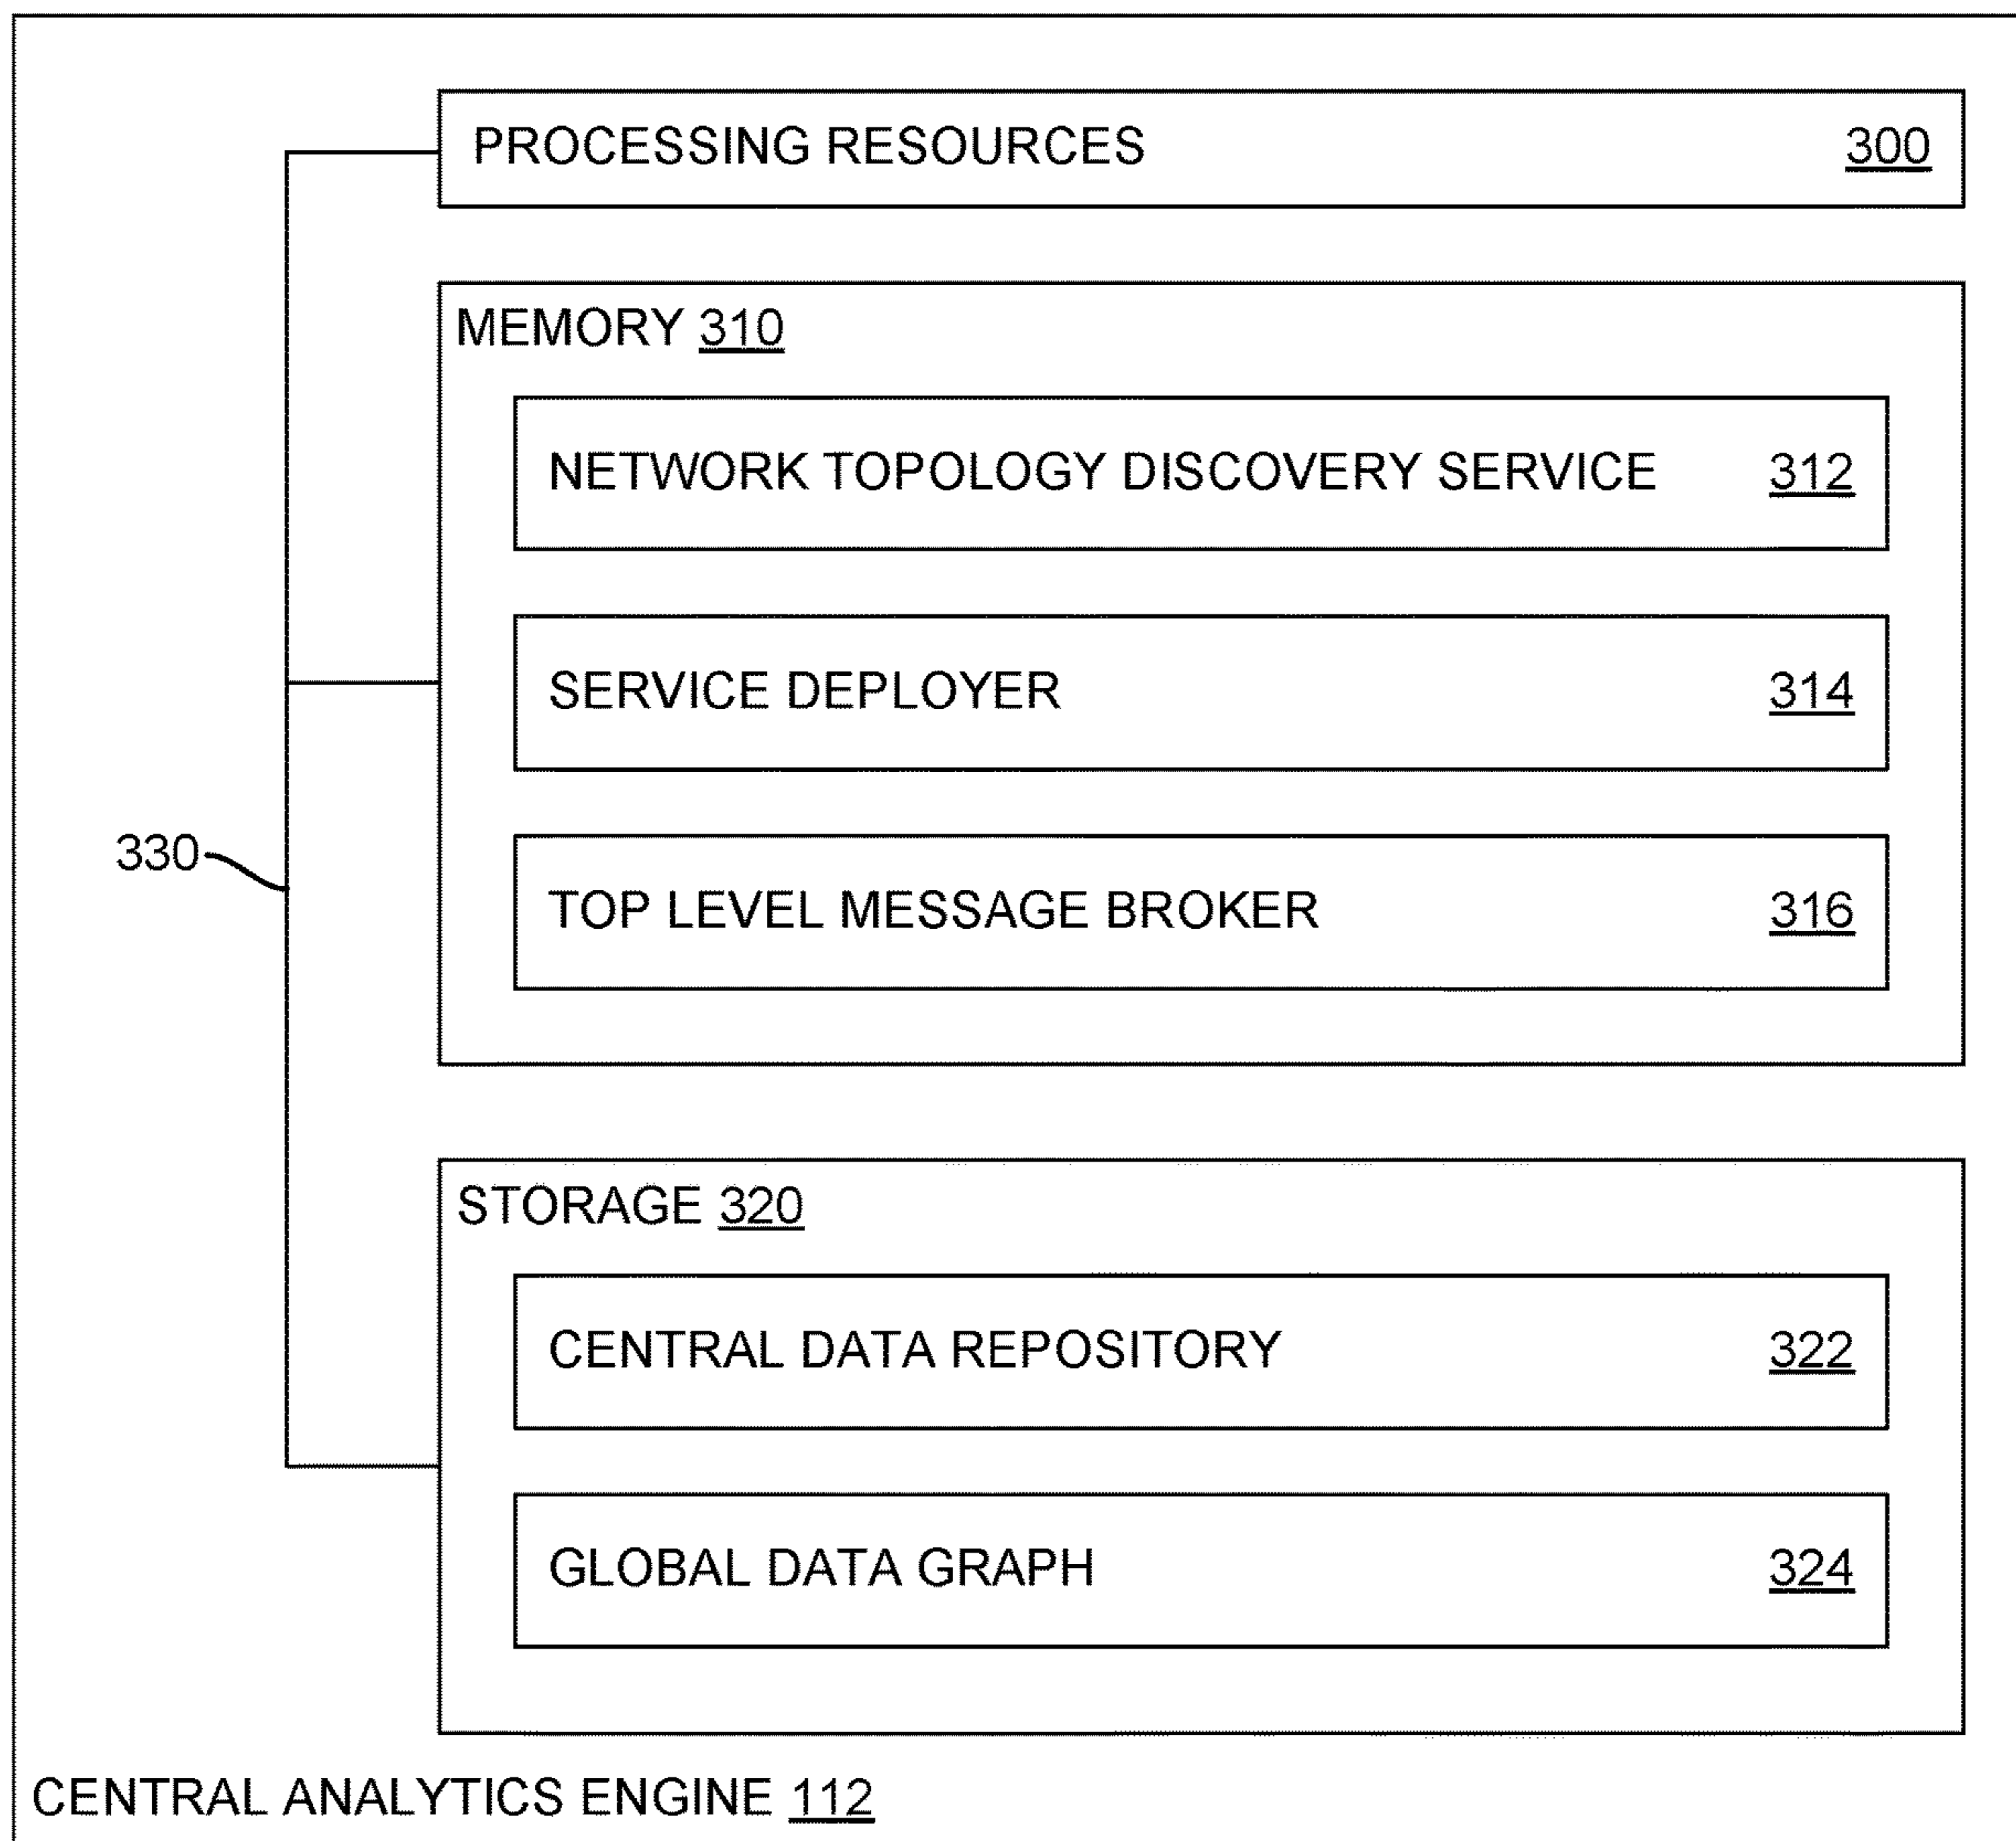 PROCESSING RESOURCES 300
MEMORY 310
NETWORK TOPOLOGY DISCOVERY SERVICE 312
SERVICE DEPLOYER 314
330
TOP LEVEL MESSAGE BROKER 316
STORAGE 320
CENTRAL DATA REPOSITORY 322
GLOBAL DATA GRAPH 324
CENTRAL ANALYTICS ENGINE 112